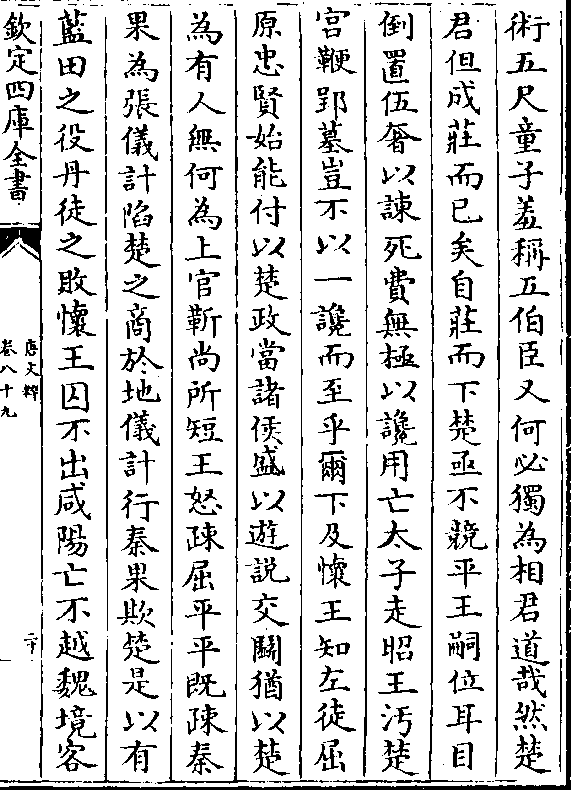 術五尺童子羞稱五伯臣又何必獨為相君道哉然楚
君但成莊而已矣自莊而下楚亟不競平王嗣位耳目
倒置伍奢以諫死費無極以讒用亡太子走昭王汚楚
宫鞭郢墓豈不以一讒而至乎爾下及懷王知左徒屈
原忠賢始能付以楚政當諸侯盛以遊説交鬭猶以楚
為有人無何為上官靳尚所短王怒疎屈平平既疎秦
果為張儀計陷楚之商於地儀計行秦果欺楚是以有
藍田之役丹徒之敗懷王囚不出咸陽亡不越魏境客
欽定四庫全書
唐文粹
卷八十九
二十